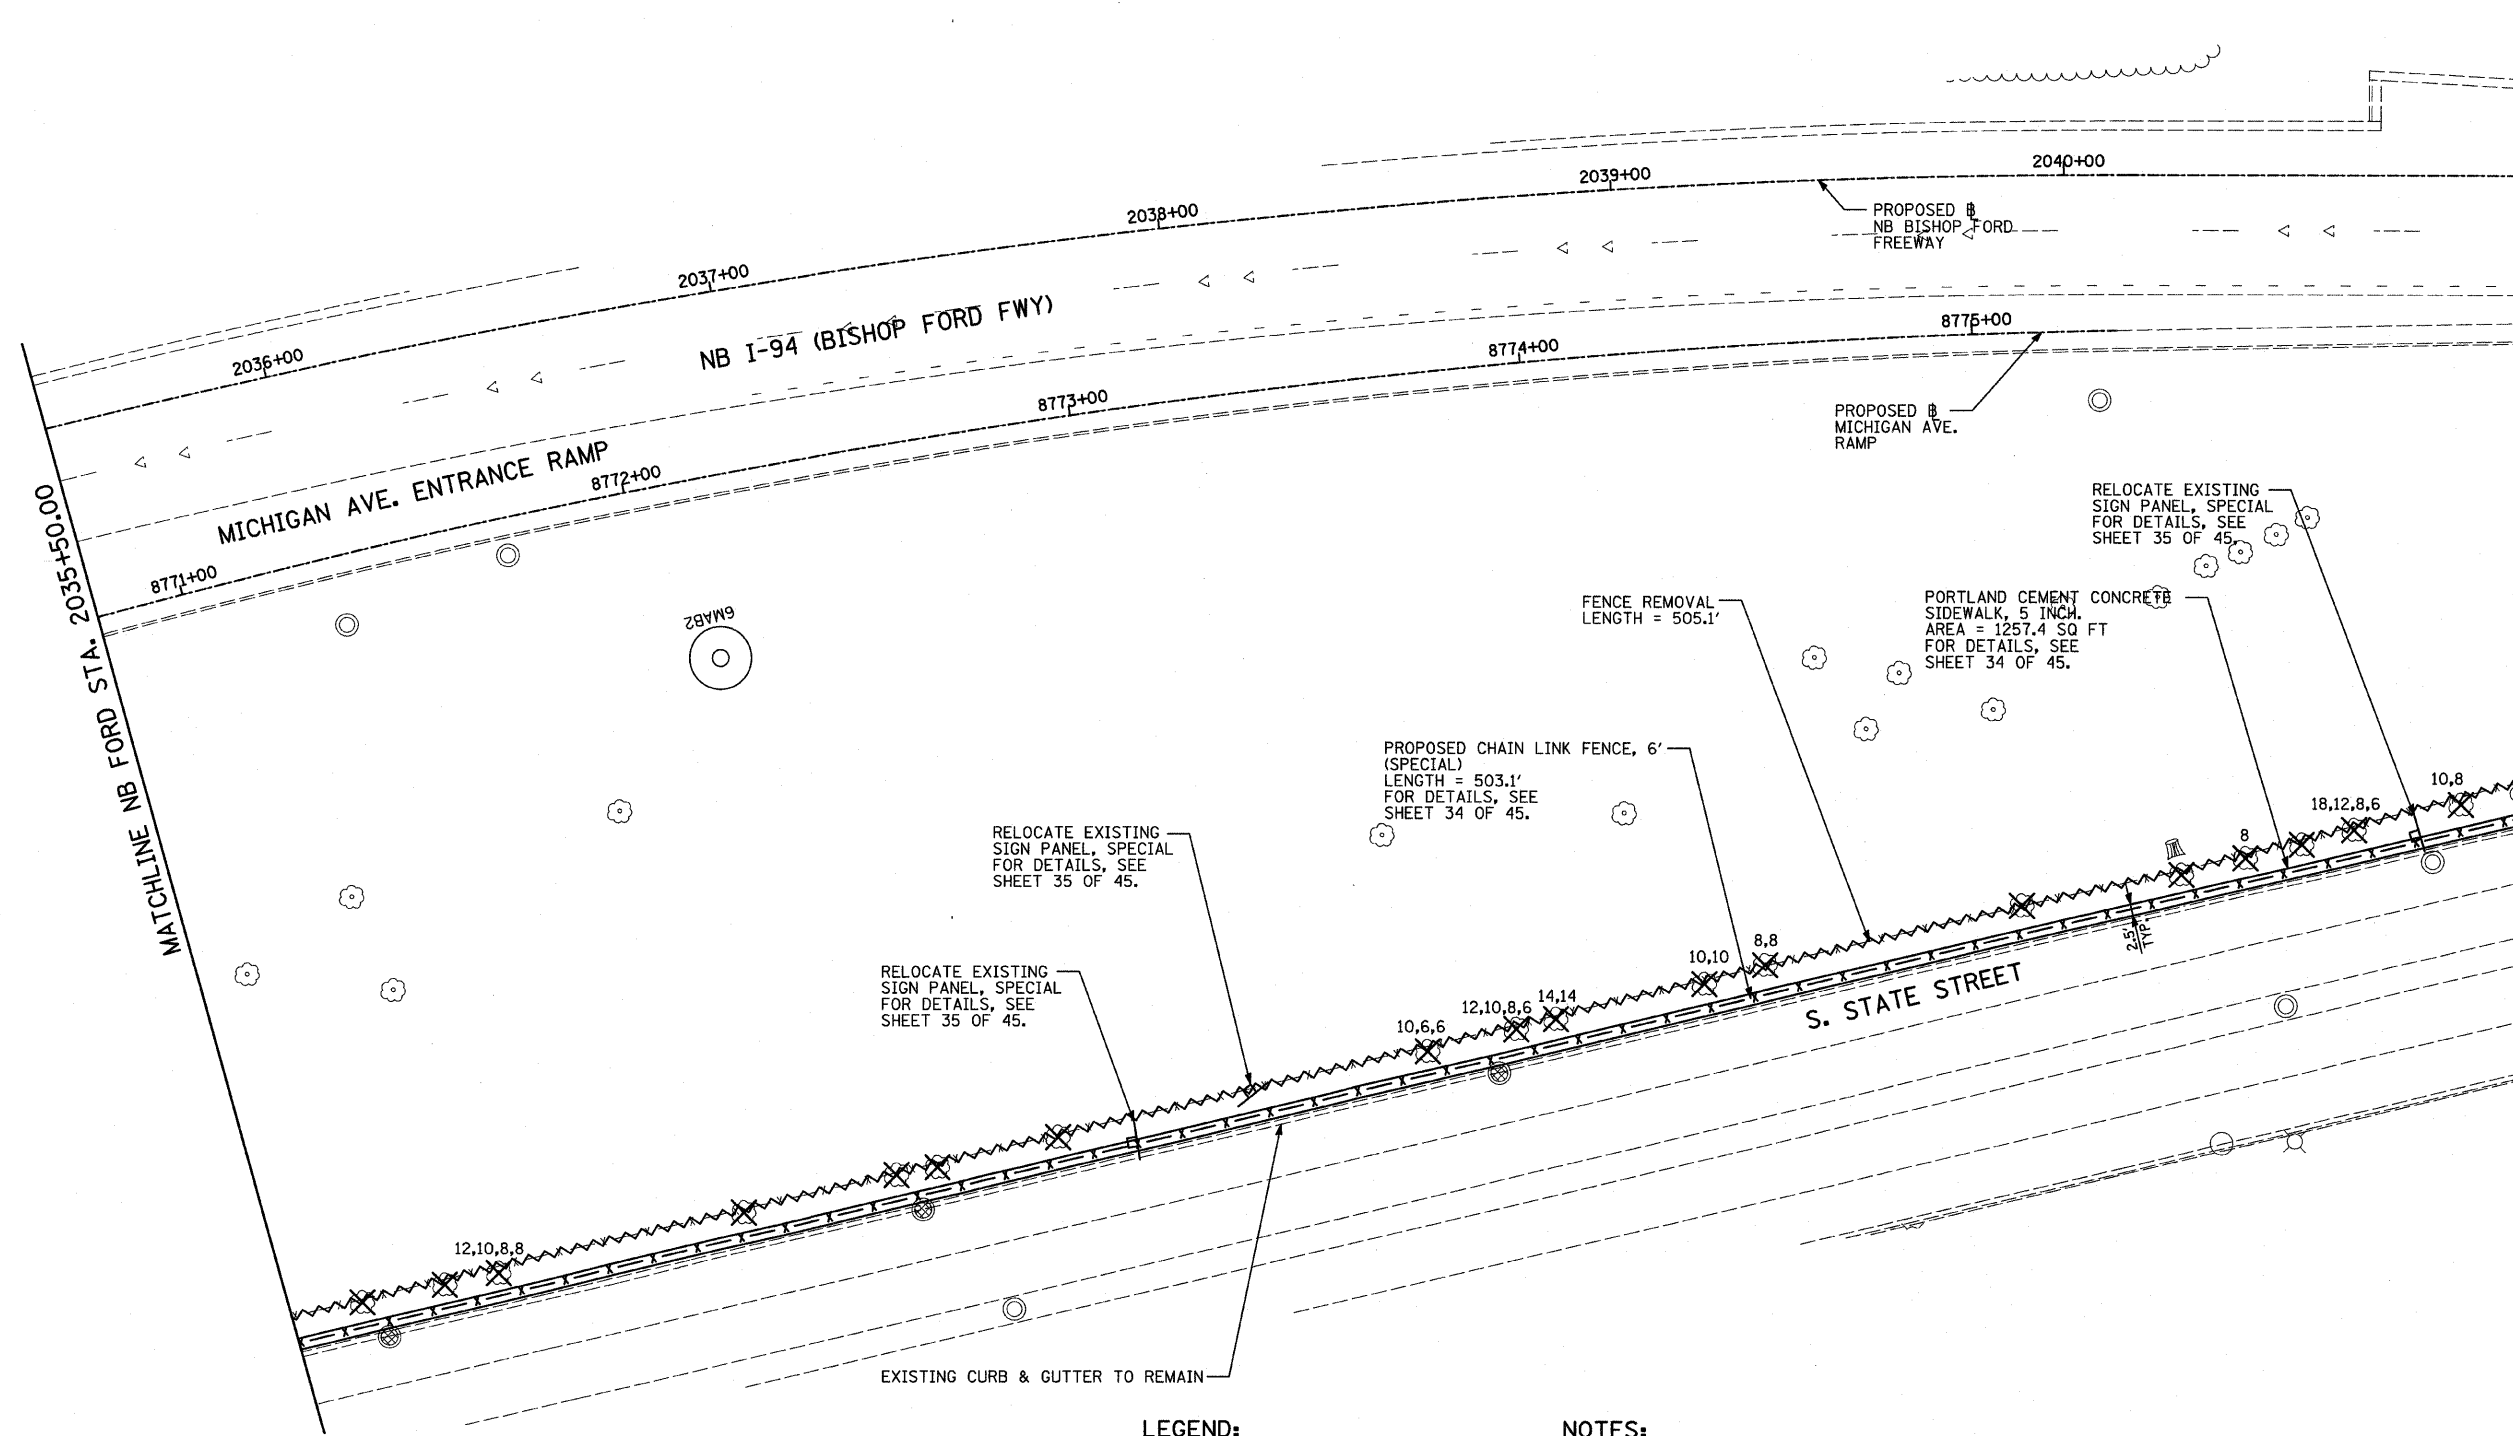 2036+00
2037+00
2038+00
2039+00
2040+00
PROPOSED ℄
NB BISHOP FORD
FREEWAY
NB I-94 (BISHOP FORD FWY)
MICHIGAN AVE. ENTRANCE RAMP
8771+00
8772+00
8773+00
8774+00
8775+00
PROPOSED ℄
MICHIGAN AVE.
RAMP
MATCHLINE NB FORD STA. 2035+50.00
6MAB2
RELOCATE EXISTING
SIGN PANEL, SPECIAL
FOR DETAILS, SEE
SHEET 35 OF 45.
FENCE REMOVAL
LENGTH = 505.1'
PORTLAND CEMENT CONCRETE
SIDEWALK, 5 INCH.
AREA = 1257.4 SQ FT
FOR DETAILS, SEE
SHEET 34 OF 45.
PROPOSED CHAIN LINK FENCE, 6'
(SPECIAL)
LENGTH = 503.1'
FOR DETAILS, SEE
SHEET 34 OF 45.
RELOCATE EXISTING
SIGN PANEL, SPECIAL
FOR DETAILS, SEE
SHEET 35 OF 45.
RELOCATE EXISTING
SIGN PANEL, SPECIAL
FOR DETAILS, SEE
SHEET 35 OF 45.
10,8
18,12,8,6
8
2.5'
TYP.
8,8
10,10
14,14
12,10,8,6
10,6,6
12,10,8,8
S. STATE STREET
EXISTING CURB & GUTTER TO REMAIN
LEGEND:
NOTES: